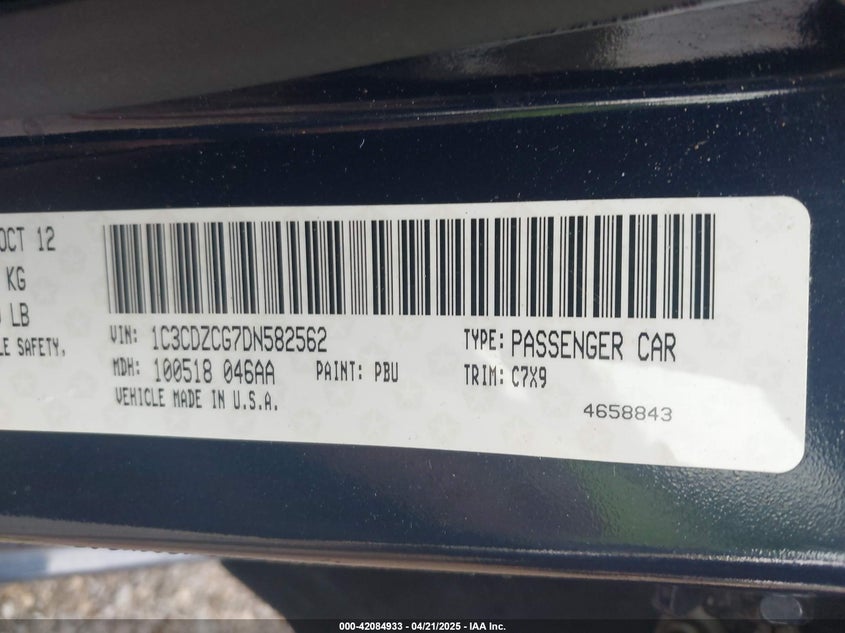 OCT 12
KG
LB
LE SAFETY,
VIN: 1C3CDZCG7DN582562 TYPE: PASSENGER CAR
MDH: 100518 046AA PAINT: PBU TRIM: C7X9
VEHICLE MADE IN U.S.A.
4658843
000-42084933 - 04/21/2025 - IAA Inc.